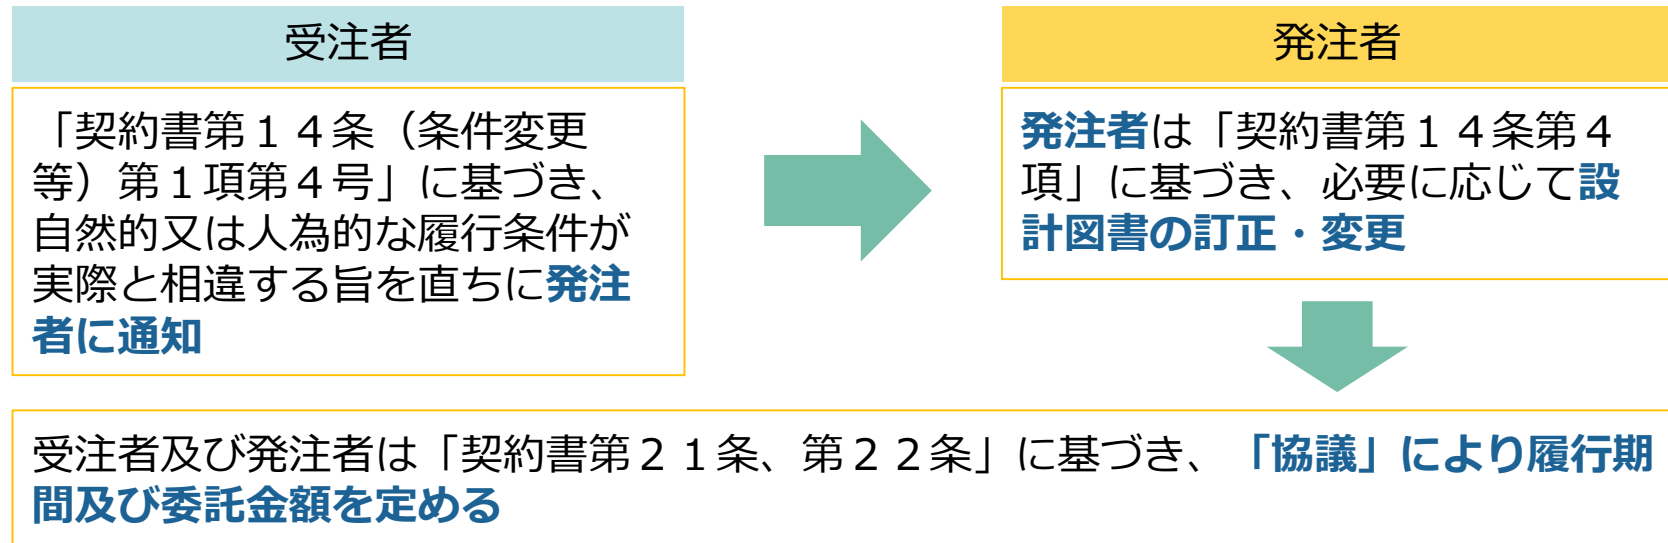 受注者
「契約書第１４条（条件変更
等）第１項第４号」に基づき、
自然的又は人為的な履行条件が
実際と相違する旨を直ちに発注
者に通知
発注者
発注者は「契約書第１４条第４
項」に基づき、必要に応じて設
計図書の訂正・変更
受注者及び発注者は「契約書第２１条、第２２条」に基づき、「協議」により履行期
間及び委託金額を定める